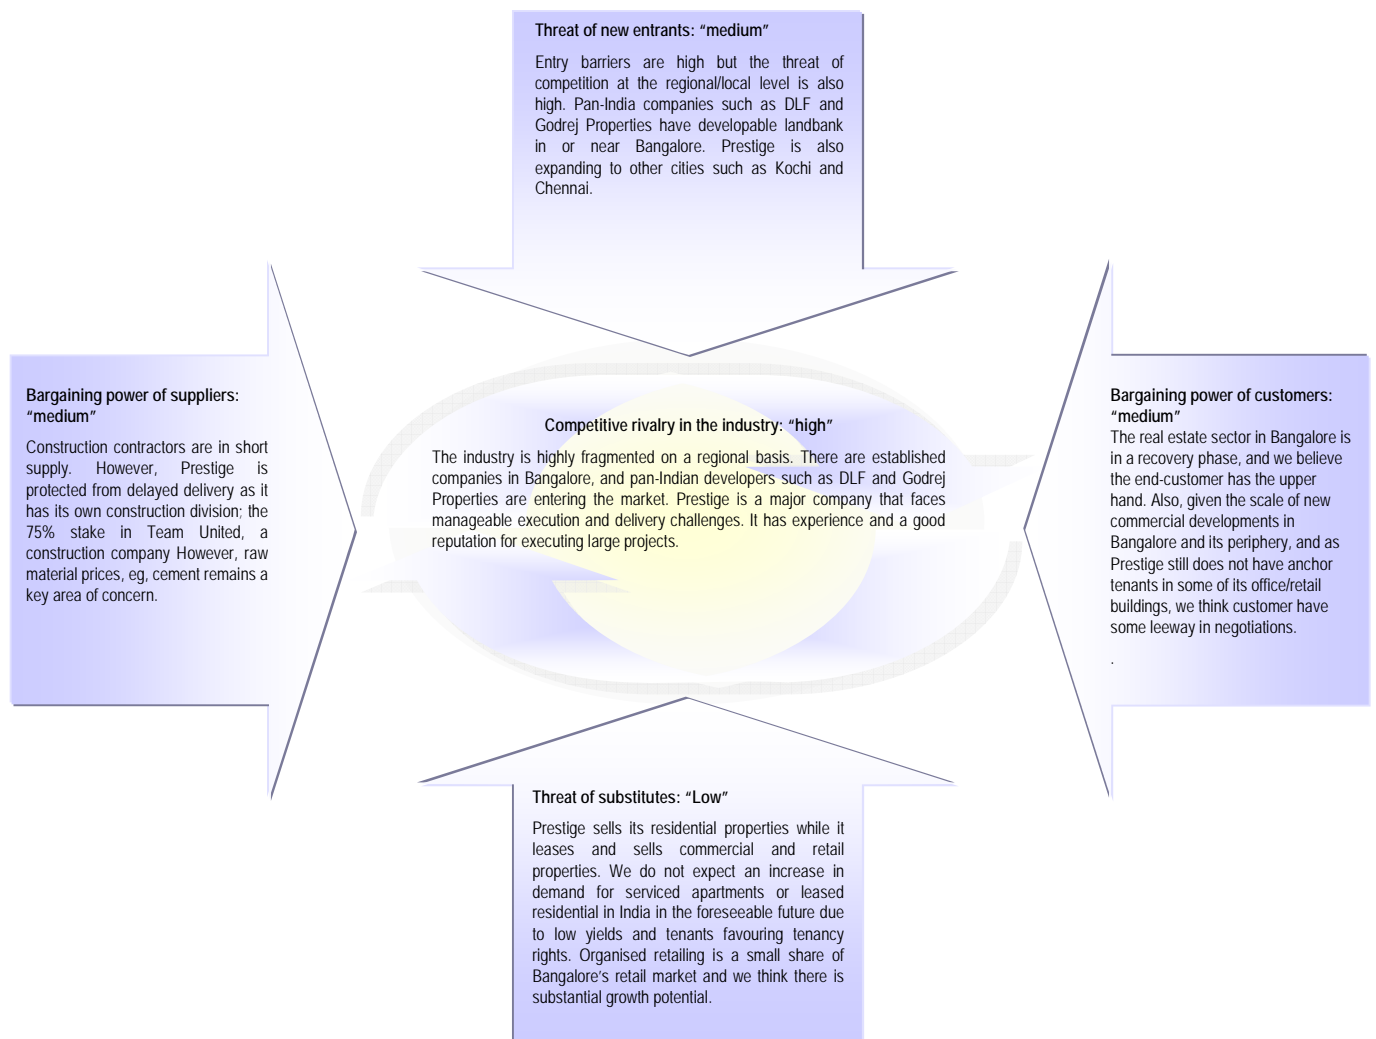 Threat of new entrants: “medium”
Entry barriers are high but the threat of
competition at the regional/local level is also
high. Pan-India companies such as DLF and
Godrej Properties have developable landbank
in or near Bangalore. Prestige is also
expanding to other cities such as Kochi and
Chennai.
Bargaining power of suppliers:
“medium”
Construction contractors are in short
supply. However, Prestige is
protected from delayed delivery as it
has its own construction division; the
75% stake in Team United, a
construction company However, raw
material prices, eg, cement remains a
key area of concern.
Competitive rivalry in the industry: “high”
The industry is highly fragmented on a regional basis. There are established
companies in Bangalore, and pan-Indian developers such as DLF and Godrej
Properties are entering the market. Prestige is a major company that faces
manageable execution and delivery challenges. It has experience and a good
reputation for executing large projects.
Bargaining power of customers:
“medium”
The real estate sector in Bangalore is
in a recovery phase, and we believe
the end-customer has the upper
hand. Also, given the scale of new
commercial developments in
Bangalore and its periphery, and as
Prestige still does not have anchor
tenants in some of its office/retail
buildings, we think customer have
some leeway in negotiations.
.
Threat of substitutes: “Low”
Prestige sells its residential properties while it
leases and sells commercial and retail
properties. We do not expect an increase in
demand for serviced apartments or leased
residential in India in the foreseeable future due
to low yields and tenants favouring tenancy
rights. Organised retailing is a small share of
Bangalore’s retail market and we think there is
substantial growth potential.